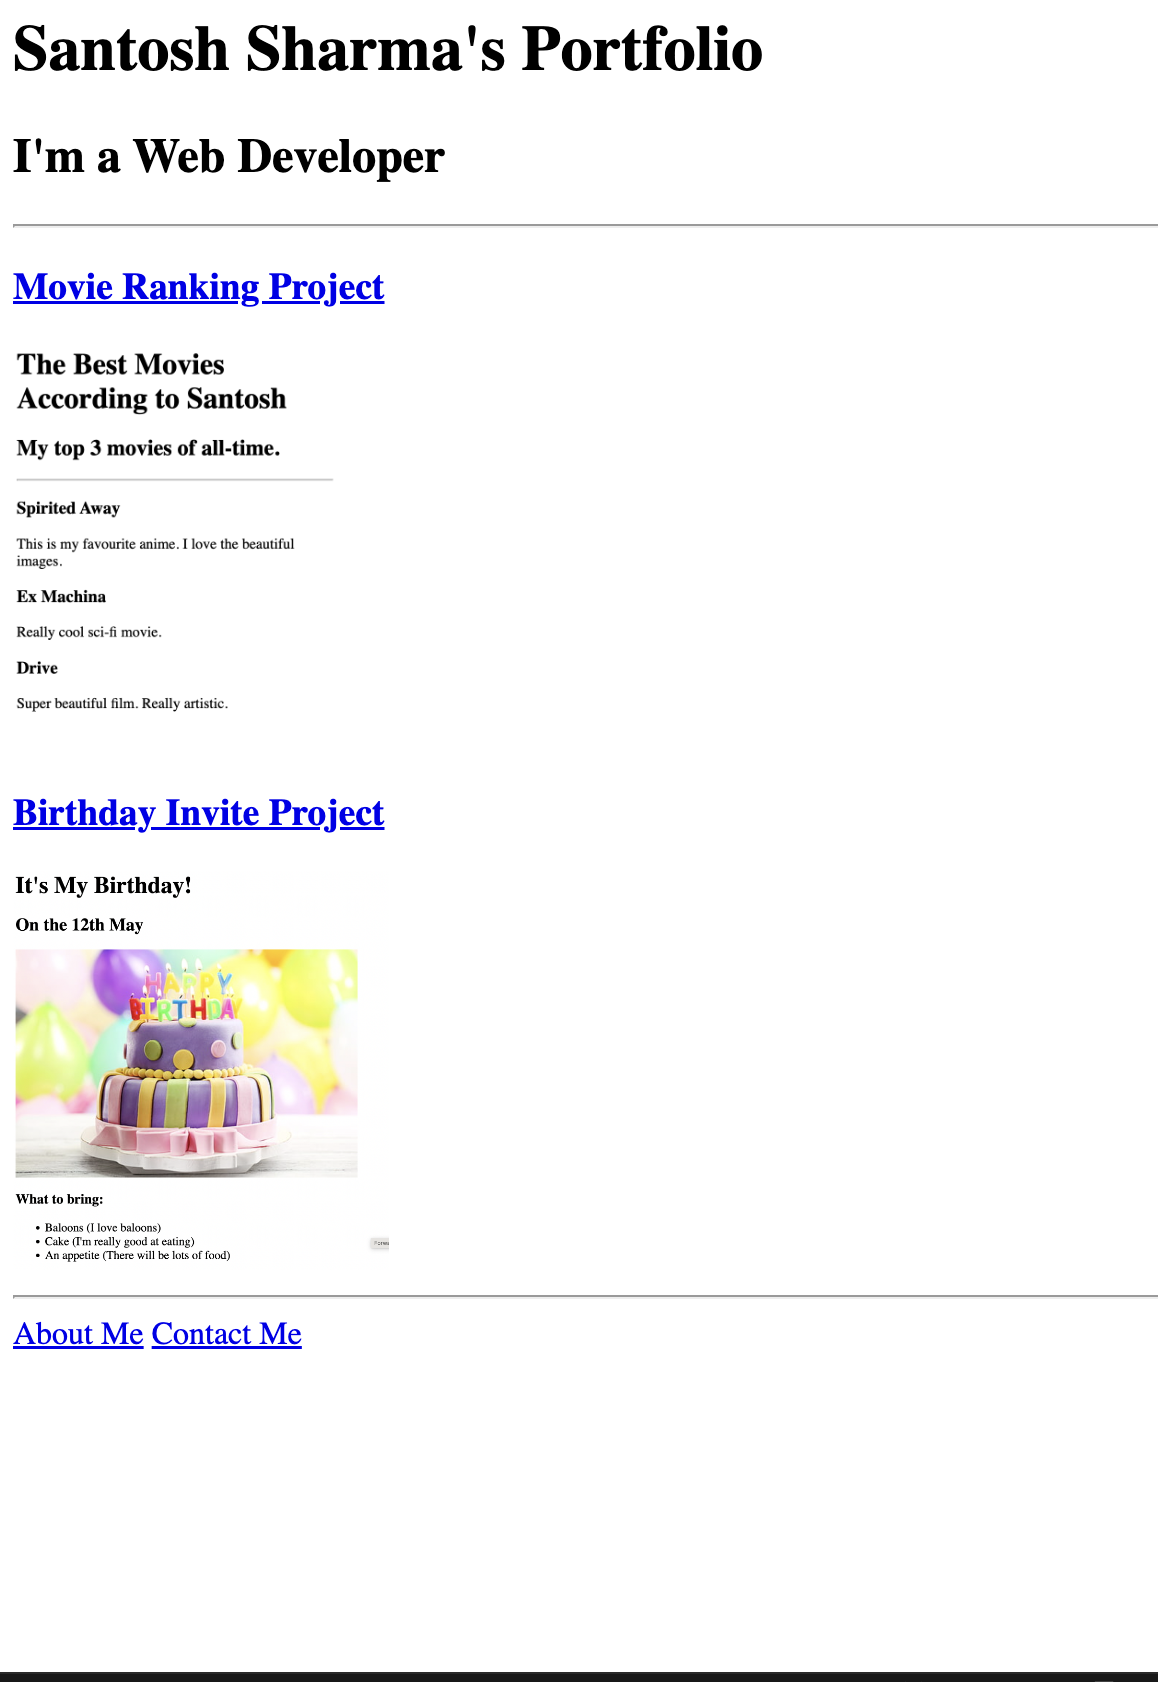 Santosh Sharma's Portfolio
I'm a Web Developer
Movie Ranking Project
The Best Movies
According to Santosh
My top 3 movies of all-time.
Spirited Away
This is my favourite anime. I love the beautiful
images.
Ex Machina
Really cool sci-fi movie.
Drive
Super beautiful film. Really artistic.
Birthday Invite Project
It's My Birthday!
On the 12th May
HAPPY
BIRTHDAY
What to bring:
• Baloons (I love baloons)
• Cake (I'm really good at eating)
• An appetite (There will be lots of food)
About Me Contact Me